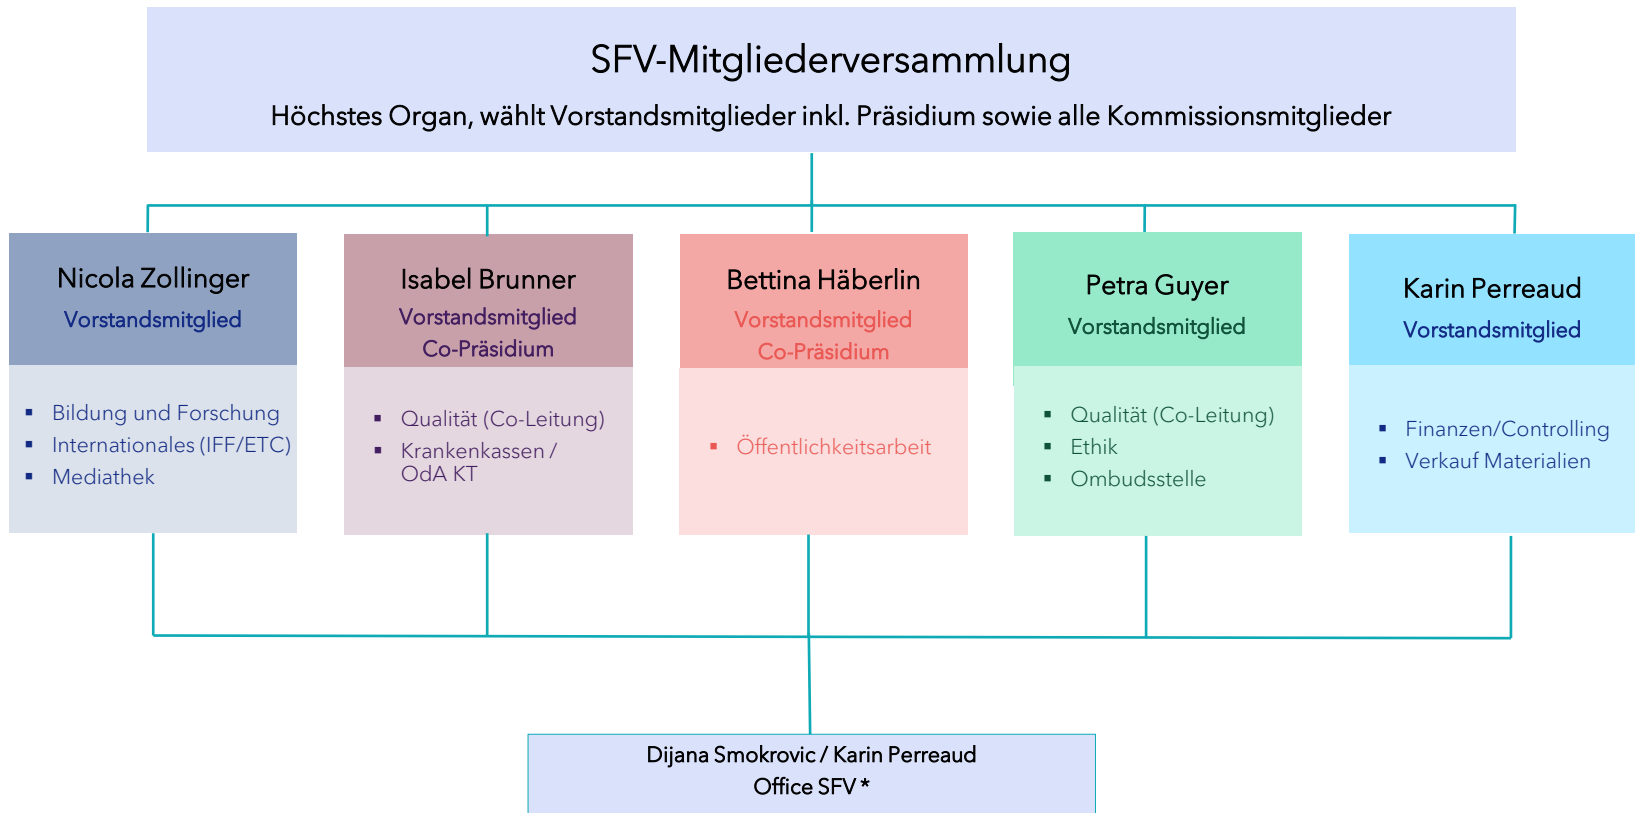 SFV-Mitgliederversammlung
Höchstes Organ, wählt Vorstandsmitglieder inkl. Präsidium sowie alle Kommissionsmitglieder
Nicola Zollinger
Vorstandsmitglied
▪ Bildung und Forschung
▪ Internationales (IFF/ETC)
▪ Mediathek
Isabel Brunner
Vorstandsmitglied
Co-Präsidium
▪ Qualität (Co-Leitung)
▪ Krankenkassen /
OdA KT
Bettina Häberlin
Vorstandsmitglied
Co-Präsidium
▪ Öffentlichkeitsarbeit
Petra Guyer
Vorstandsmitglied
▪ Qualität (Co-Leitung)
▪ Ethik
▪ Ombudsstelle
Karin Perreaud
Vorstandsmitglied
▪ Finanzen/Controlling
▪ Verkauf Materialien
Dijana Smokrovic / Karin Perreaud
Office SFV *